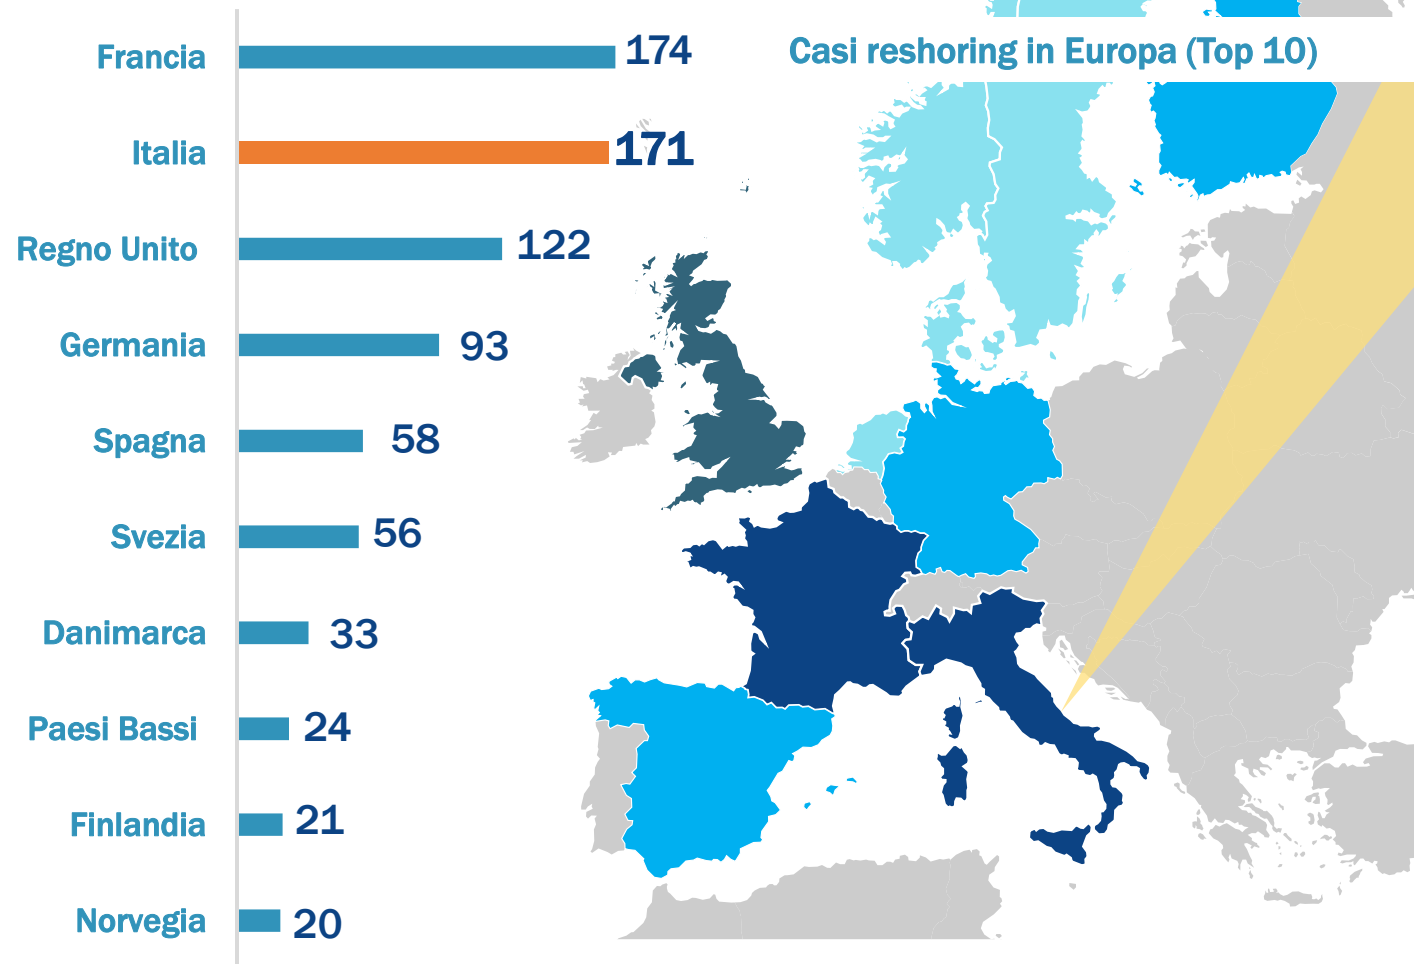 Casi reshoring in Europa (Top 10)
Francia 174
Italia 171
Regno Unito 122
Germania 93
Spagna 58
Svezia 56
Danimarca 33
Paesi Bassi 24
Finlandia 21
Norvegia 20